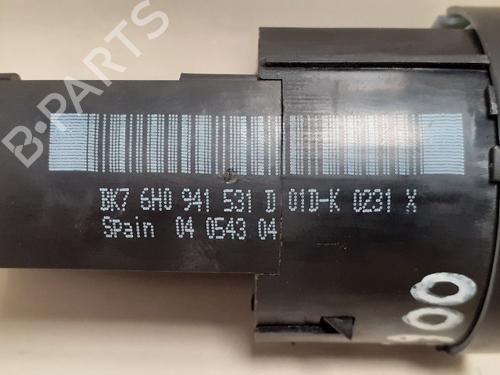 B-PARTS
BK7 6H0 941 531 D 01D-K 0231 X
Spain 04 0543 04